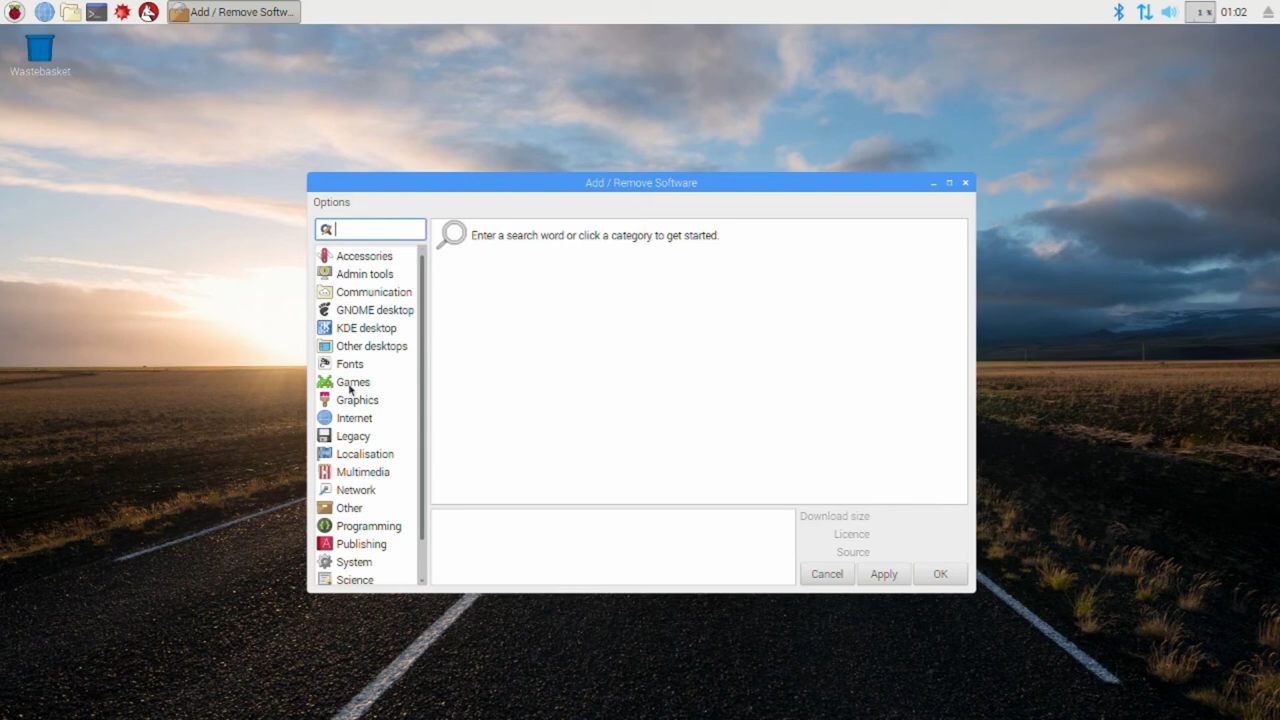 Add / Remove Softw...
1 %
01:02
Wastebasket
Add / Remove Software
Options
Enter a search word or click a category to get started.
Accessories
Admin tools
Communication
GNOME desktop
KDE desktop
Other desktops
Fonts
Games
Graphics
Internet
Legacy
Localisation
Multimedia
Network
Other
Programming
Publishing
System
Science
Download size
Licence
Source
Cancel
Apply
OK